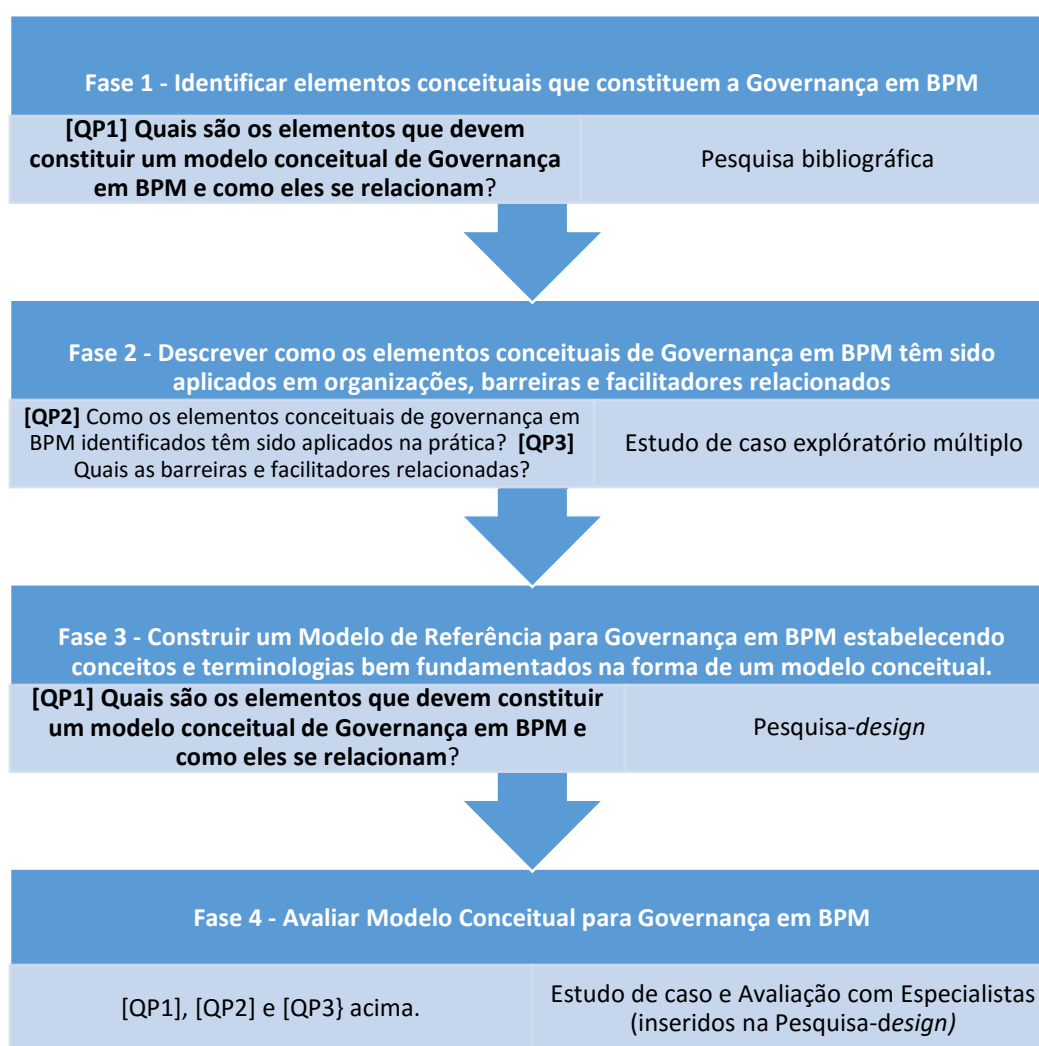 Fase 1 - Identificar elementos conceituais que constituem a Governança em BPM
[QP1] Quais são os elementos que devem
constituir um modelo conceitual de Governança
em BPM e como eles se relacionam?
Pesquisa bibliográfica
Fase 2 - Descrever como os elementos conceituais de Governança em BPM têm sido
aplicados em organizações, barreiras e facilitadores relacionados
[QP2] Como os elementos conceituais de governança em
BPM identificados têm sido aplicados na prática? [QP3]
Quais as barreiras e facilitadores relacionadas?
Estudo de caso explóratório múltiplo
Fase 3 - Construir um Modelo de Referência para Governança em BPM estabelecendo
conceitos e terminologias bem fundamentados na forma de um modelo conceitual.
[QP1] Quais são os elementos que devem constituir
um modelo conceitual de Governança em BPM e
como eles se relacionam?
Pesquisa-design
Fase 4 - Avaliar Modelo Conceitual para Governança em BPM
[QP1], [QP2] e [QP3} acima.
Estudo de caso e Avaliação com Especialistas
(inseridos na Pesquisa-design)